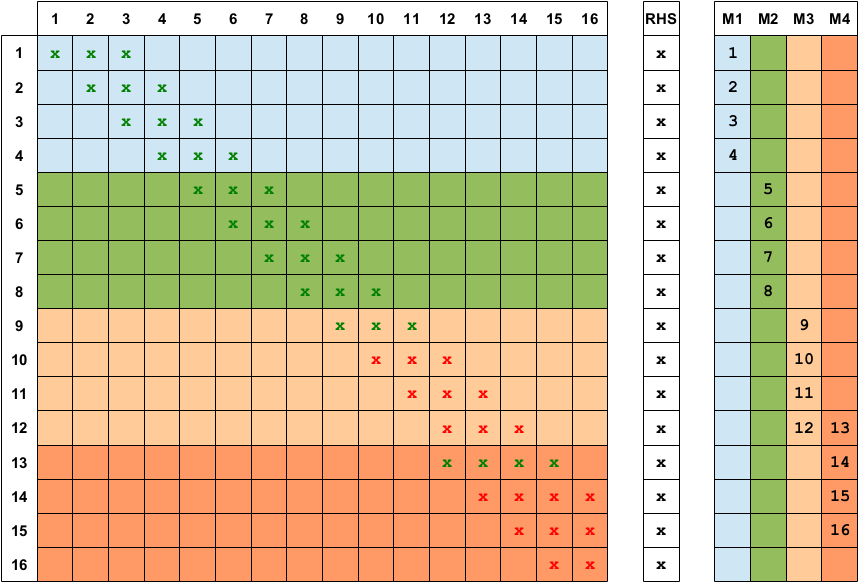 1 2 3 4 5 6 7 8 9 10 11 12 13 14 15 16 RHS M1 M2 M3 M4
1 x x x x 1
2 x x x x 2
3 x x x x 3
4 x x x x 4
5 x x x x 5
6 x x x x 6
7 x x x x 7
8 x x x x 8
9 x x x x 9
10 x x x x 10
11 x x x x 11
12 x x x x 12 13
13 x x x x x 14
14 x x x x x 15
15 x x x x 16
16 x x x